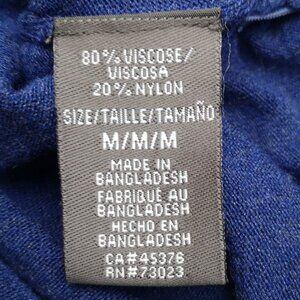 80% VISCOSE/
VISCOSA
20% NYLON
SIZE/TAILLE/TAMAÑO
M/M/M
MADE IN
BANGLADESH
FABRIQUÉ AU
BANGLADESH
HECHO EN
BANGLADESH
CA#45376
RN#73023